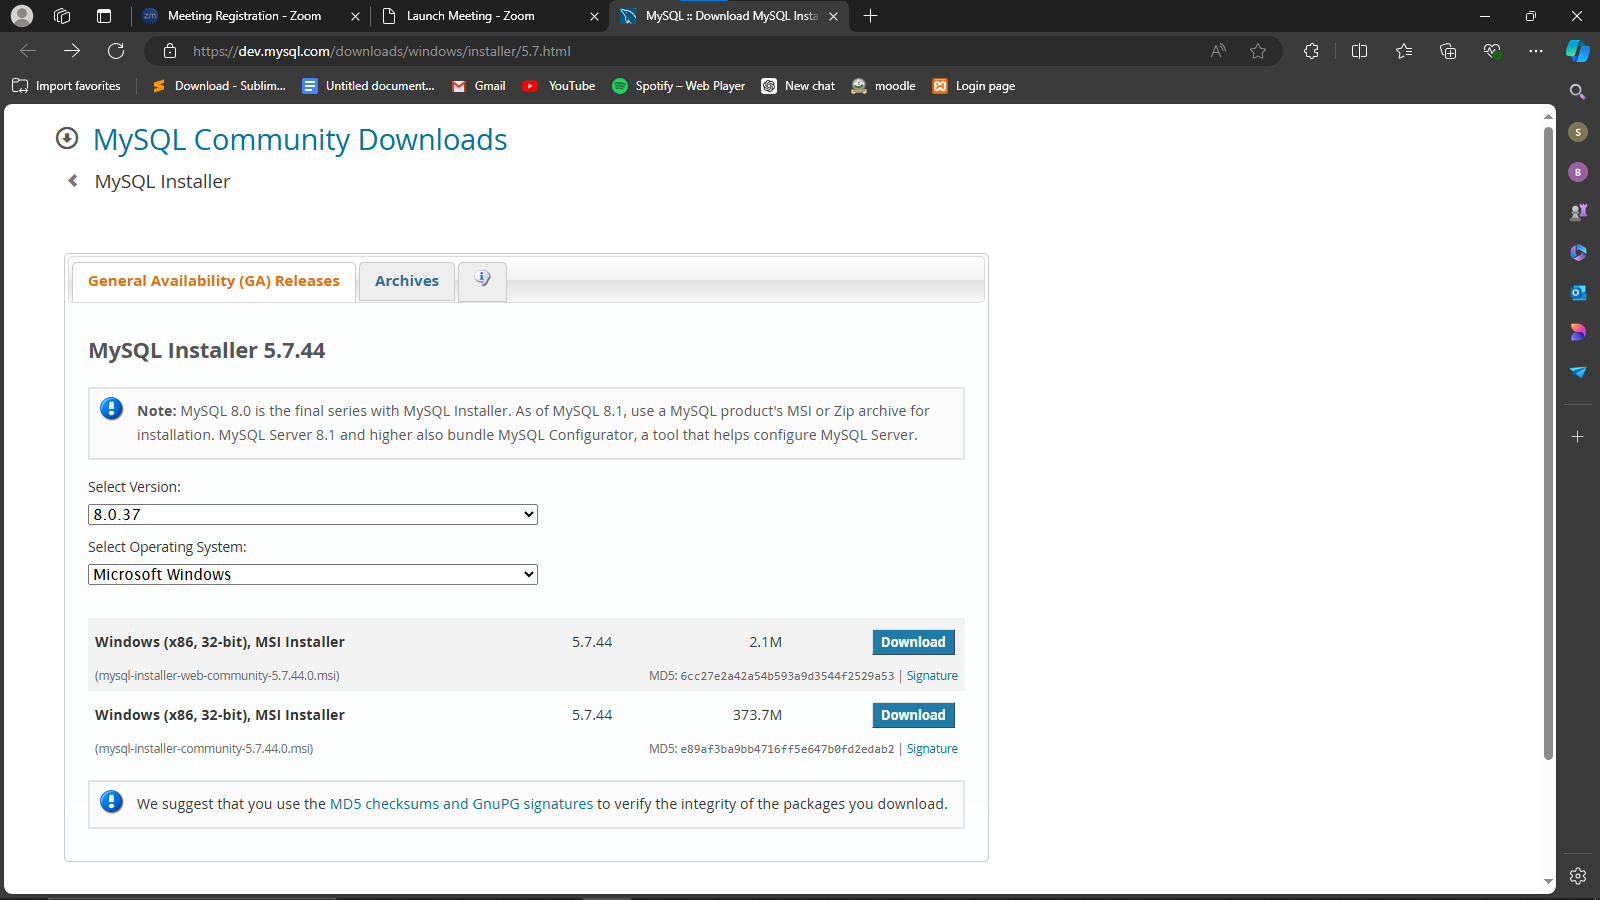 Meeting Registration - Zoom
Launch Meeting - Zoom
MySQL :: Download MySQL Insta
https://dev.mysql.com/downloads/windows/installer/5.7.html
Import favorites
Download - Sublim...
Untitled document...
Gmail
YouTube
Spotify – Web Player
New chat
moodle
Login page
MySQL Community Downloads
MySQL Installer
General Availability (GA) Releases
Archives
MySQL Installer 5.7.44
Note: MySQL 8.0 is the final series with MySQL Installer. As of MySQL 8.1, use a MySQL product's MSI or Zip archive for
installation. MySQL Server 8.1 and higher also bundle MySQL Configurator, a tool that helps configure MySQL Server.
Select Version:
8.0.37
Select Operating System:
Microsoft Windows
Windows (x86, 32-bit), MSI Installer 5.7.44 2.1M Download
(mysql-installer-web-community-5.7.44.0.msi) MD5: 6cc27e2a42a54b593a9d3544f2529a53 | Signature
Windows (x86, 32-bit), MSI Installer 5.7.44 373.7M Download
(mysql-installer-community-5.7.44.0.msi) MD5: e89af3ba9bb4716ff5e647b0fd2edab2 | Signature
We suggest that you use the MD5 checksums and GnuPG signatures to verify the integrity of the packages you download.
S
B